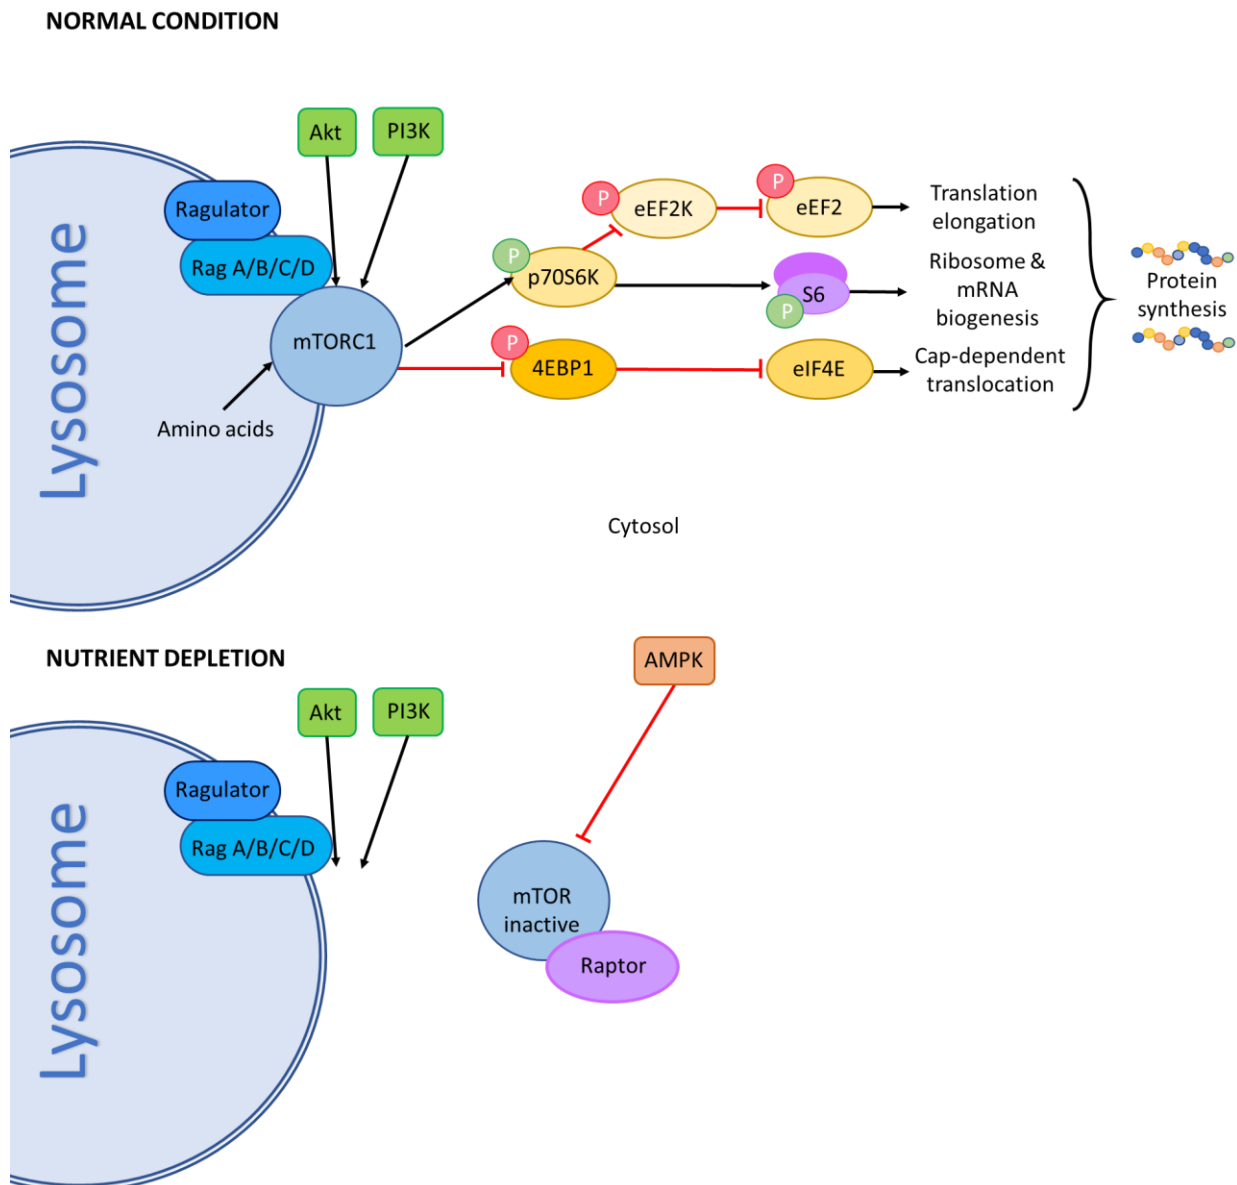 NORMAL CONDITION
Akt
PI3K
Ragulator
Rag A/B/C/D
mTORC1
Amino acids
Lysosome
P
eEF2K
P
eEF2
Translation
elongation
P
p70S6K
S6
P
Ribosome &
mRNA
biogenesis
P
4EBP1
eIF4E
Cap-dependent
translocation
Protein
synthesis
Cytosol
NUTRIENT DEPLETION
Akt
PI3K
Ragulator
Rag A/B/C/D
Lysosome
AMPK
mTOR
inactive
Raptor